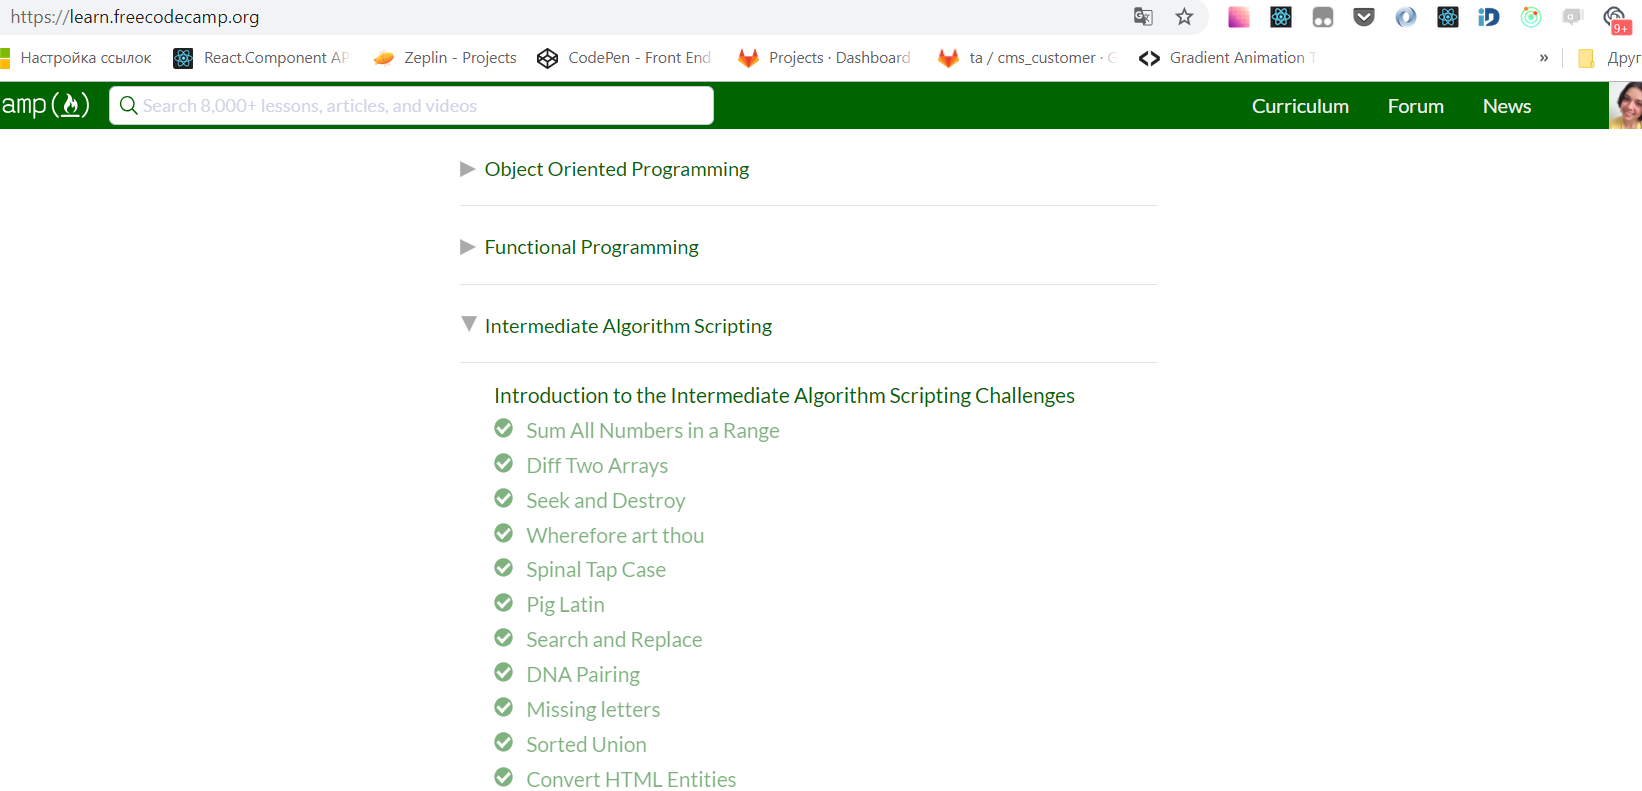 https://learn.freecodecamp.org
9+
Настройка ссылок React.Component AP Zeplin - Projects CodePen - Front End Projects · Dashboard ta / cms_customer · G Gradient Animation T » Друг
amp(🔥) Search 8,000+ lessons, articles, and videos Curriculum Forum News
Object Oriented Programming
Functional Programming
Intermediate Algorithm Scripting
Introduction to the Intermediate Algorithm Scripting Challenges
Sum All Numbers in a Range
Diff Two Arrays
Seek and Destroy
Wherefore art thou
Spinal Tap Case
Pig Latin
Search and Replace
DNA Pairing
Missing letters
Sorted Union
Convert HTML Entities